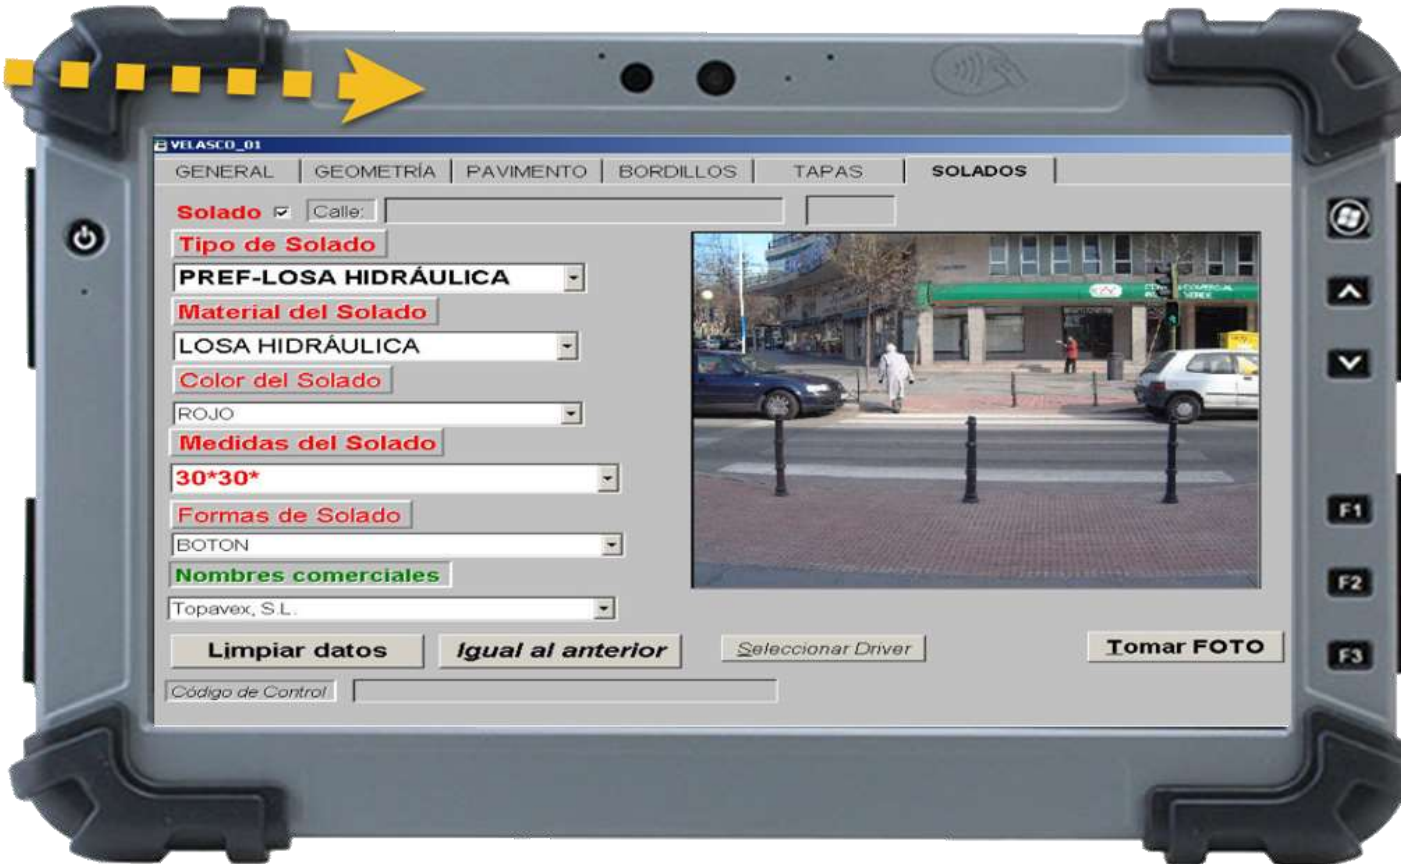 VELASCO_01
GENERAL GEOMETRÍA PAVIMENTO BORDILLOS TAPAS SOLADOS
Solado Calle:
Tipo de Solado
PREF-LOSA HIDRÁULICA
Material del Solado
LOSA HIDRÁULICA
Color del Solado
ROJO
Medidas del Solado
30*30*
Formas de Solado
BOTON
Nombres comerciales
Topavex, S.L.
Limpiar datos Igual al anterior Seleccionar Driver Tomar FOTO
Código de Control
F1
F2
F3